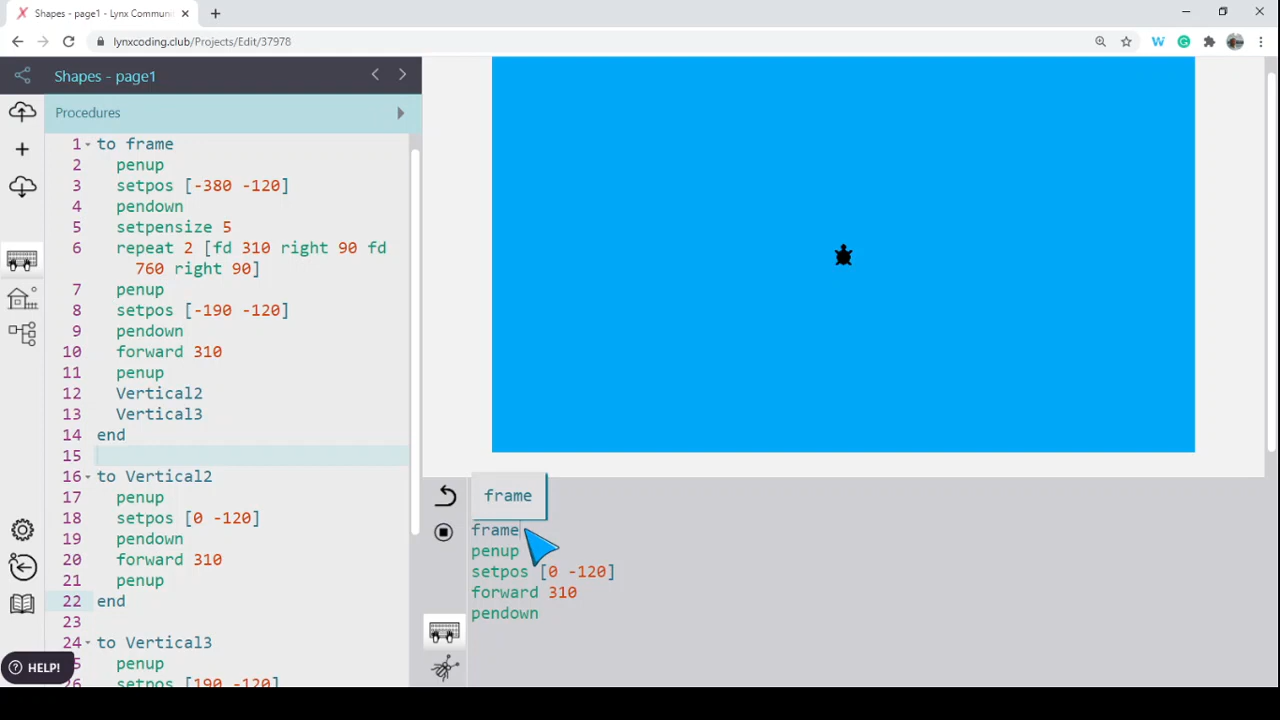 Shapes - page1 - Lynx Commun
lynxcoding.club/Projects/Edit/37978
Shapes - page1
Procedures
1 to frame
2 penup
3 setpos [-380 -120]
4 pendown
5 setpensize 5
6 repeat 2 [fd 310 right 90 fd
760 right 90]
7 penup
8 setpos [-190 -120]
9 pendown
10 forward 310
11 penup
12 Vertical2
13 Vertical3
14 end
15
16 to Vertical2
17 penup
18 setpos [0 -120]
19 pendown
20 forward 310
21 penup
22 end
23
24 to Vertical3
penup
26 setpos [190 -120]
HELP!
frame
frame
penup
setpos [0 -120]
forward 310
pendown